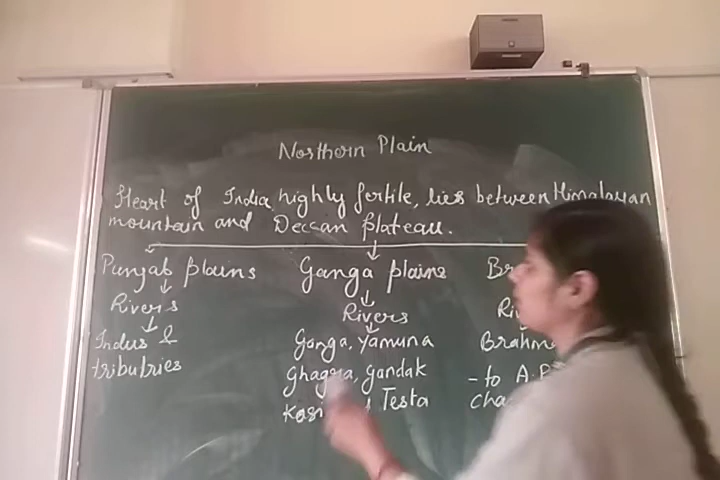 Northern Plain
Heart of India, highly fertile, lies between Himalayan
mountain and Deccan plateau.
Punjab plains
Rivers
Indus &
tributries
Ganga plains
Rivers
Ganga, Yamuna
Ghagra, Gandak
Testa
- to A.P